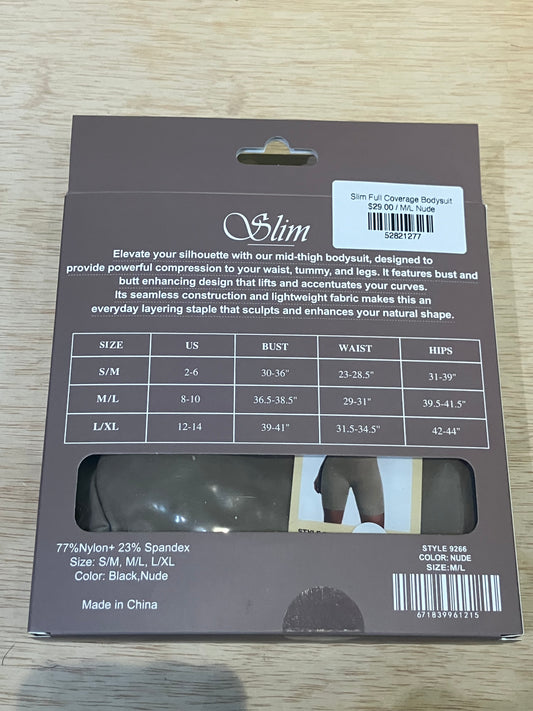 Slim Full Coverage Bodysuit
$29.00 / M/L Nude
52821277
Slim
Elevate your silhouette with our mid-thigh bodysuit, designed to
provide powerful compression to your waist, tummy, and legs. It features bust and
butt enhancing design that lifts and accentuates your curves.
Its seamless construction and lightweight fabric makes this an
everyday layering staple that sculpts and enhances your natural shape.
SIZE US BUST WAIST HIPS
S/M 2-6 30-36" 23-28.5" 31-39"
M/L 8-10 36.5-38.5" 29-31" 39.5-41.5"
L/XL 12-14 39-41" 31.5-34.5" 42-44"
77%Nylon+ 23% Spandex
Size: S/M, M/L, L/XL
Color: Black,Nude
Made in China
STYLE 9266
COLOR: NUDE
SIZE:M/L
671839961215